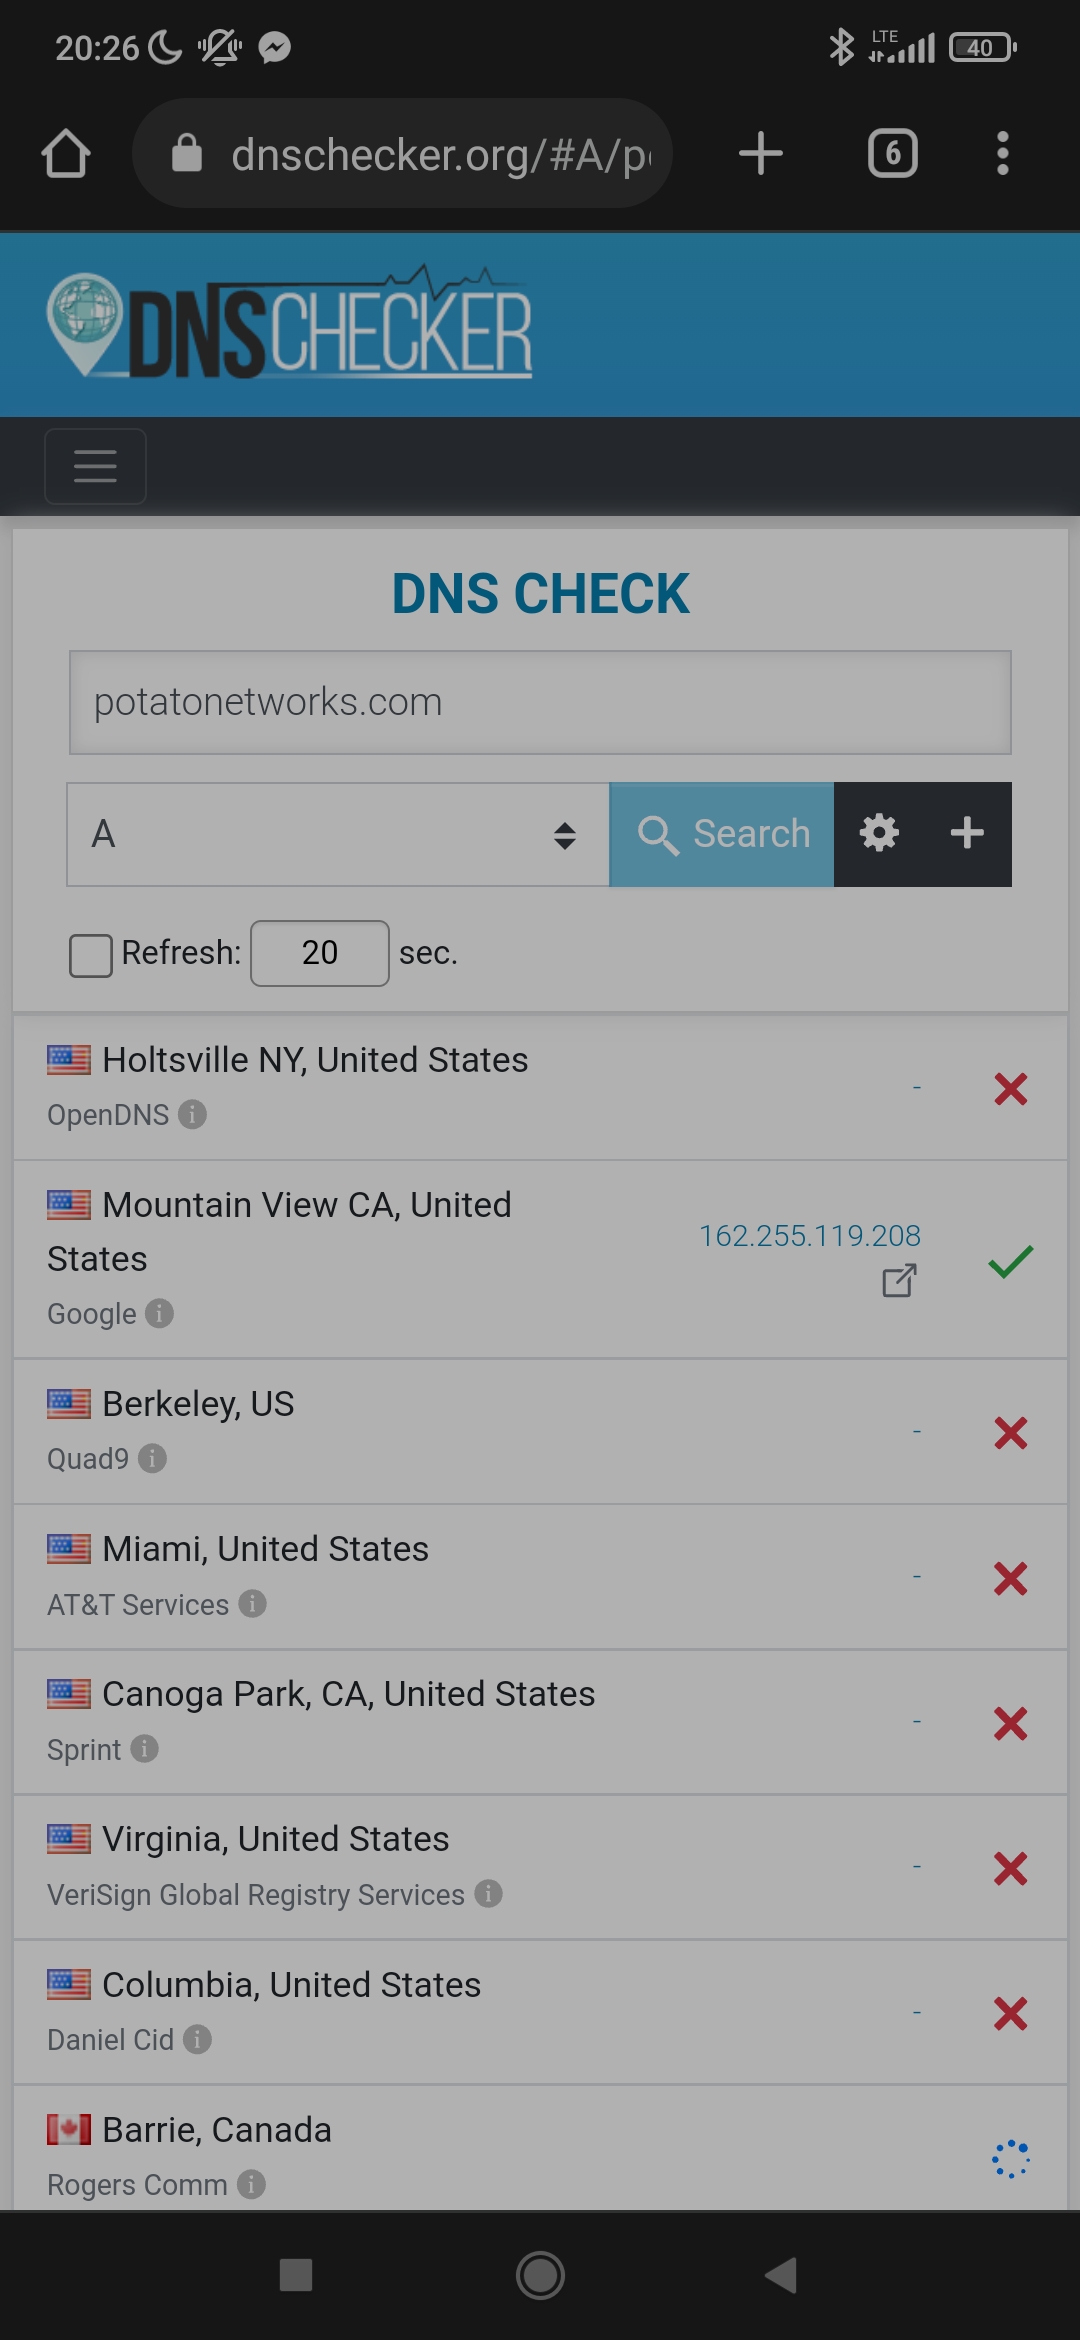 20:26
LTE
40
dnschecker.org/#A/p
6
DNSCHECKER
DNS CHECK
potatonetworks.com
A
Search
Refresh: 20 sec.
Holtsville NY, United States
-
OpenDNS
Mountain View CA, United
States
162.255.119.208
Google
Berkeley, US
-
Quad9
Miami, United States
-
AT&T Services
Canoga Park, CA, United States
-
Sprint
Virginia, United States
-
VeriSign Global Registry Services
Columbia, United States
-
Daniel Cid
Barrie, Canada
Rogers Comm